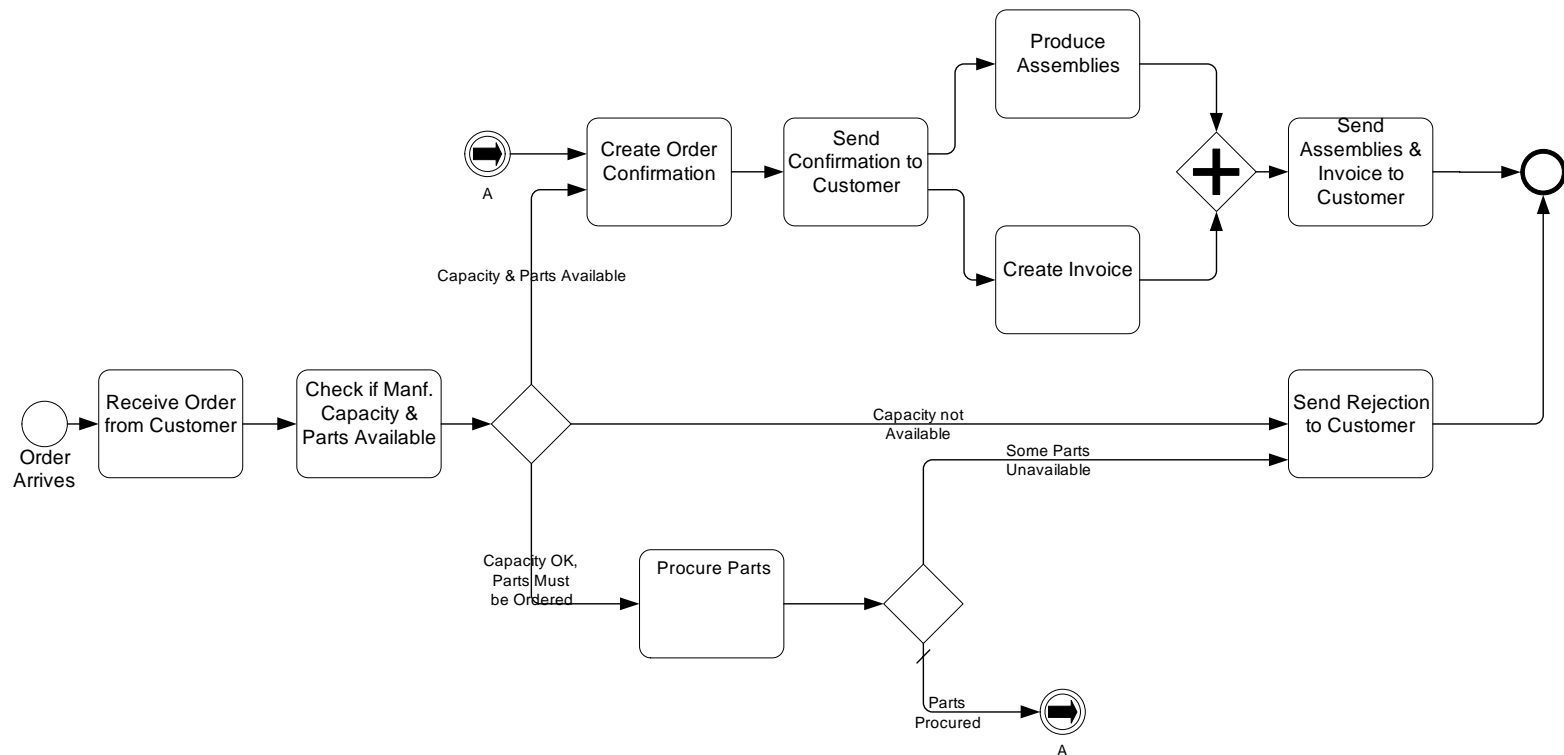 Produce
Assemblies
Create Order
Confirmation
Send
Confirmation to
Customer
Send
Assemblies &
Invoice to
Customer
A
Capacity & Parts Available
Create Invoice
Order
Arrives
Receive Order
from Customer
Check if Manf.
Capacity &
Parts Available
Capacity not
Available
Send Rejection
to Customer
Some Parts
Unavailable
Capacity OK,
Parts Must
be Ordered
Procure Parts
Parts
Procured
A